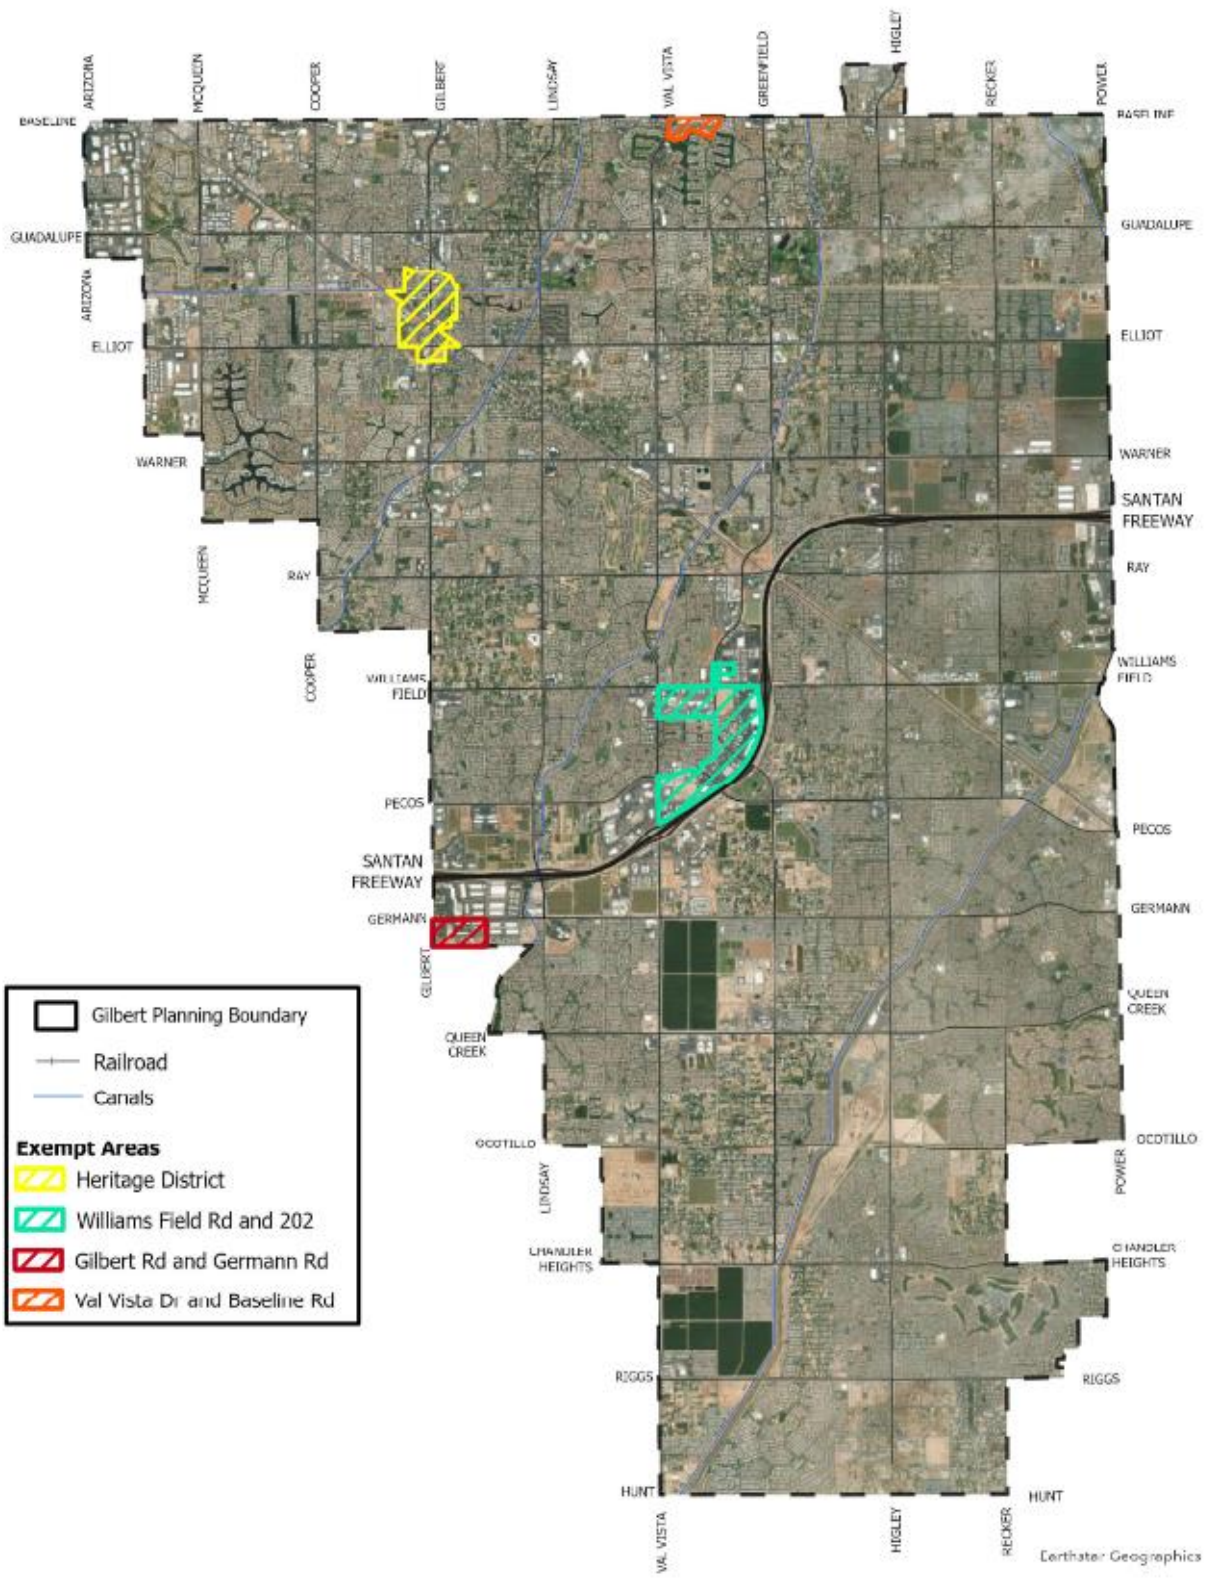 ARIZONA
MCQUEEN
COOPER
GILBERT
LINDSAY
VAL VISTA
GREENFIELD
HIGLEY
RECKER
POWER
BASELINE
BASELINE
GUADALUPE
GUADALUPE
ARIZONA
ELLIOT
ELLIOT
WARNER
WARNER
SANTAN
FREEWAY
MCQUEEN
RAY
RAY
COOPER
WILLIAMS
FIELD
WILLIAMS
FIELD
PECOS
PECOS
SANTAN
FREEWAY
GERMANN
GERMANN
GILBERT
QUEEN
CREEK
QUEEN
CREEK
Gilbert Planning Boundary
Railroad
Canals
Exempt Areas
Heritage District
Williams Field Rd and 202
Gilbert Rd and Germann Rd
Val Vista Dr and Baseline Rd
OCOTILLO
OCOTILLO
LINDSAY
POWER
CHANDLER
HEIGHTS
CHANDLER
HEIGHTS
RIGGS
RIGGS
HUNT
HUNT
VAL VISTA
HIGLEY
RECKER
Earthstar Geographics